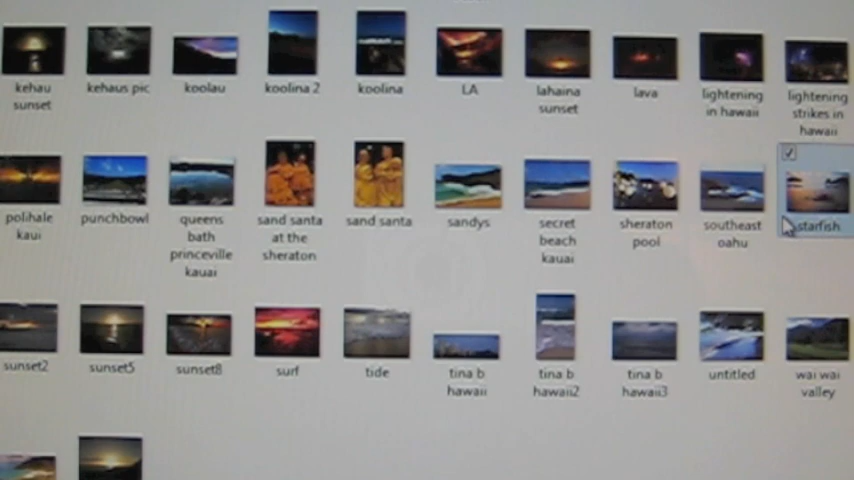 kehau
sunset
kehaus pic
koolau
koolina 2
koolina
LA
lahaina
sunset
lava
lightening
in hawaii
lightening
strikes in
hawaii
polihale
kaui
punchbowl
queens
bath
princeville
kauai
sand santa
at the
sheraton
sand santa
sandys
secret
beach
kauai
sheraton
pool
southeast
oahu
starfish
sunset2
sunset5
sunset8
surf
tide
tina b
hawaii
tina b
hawaii2
tina b
hawaii3
untitled
wai wai
valley